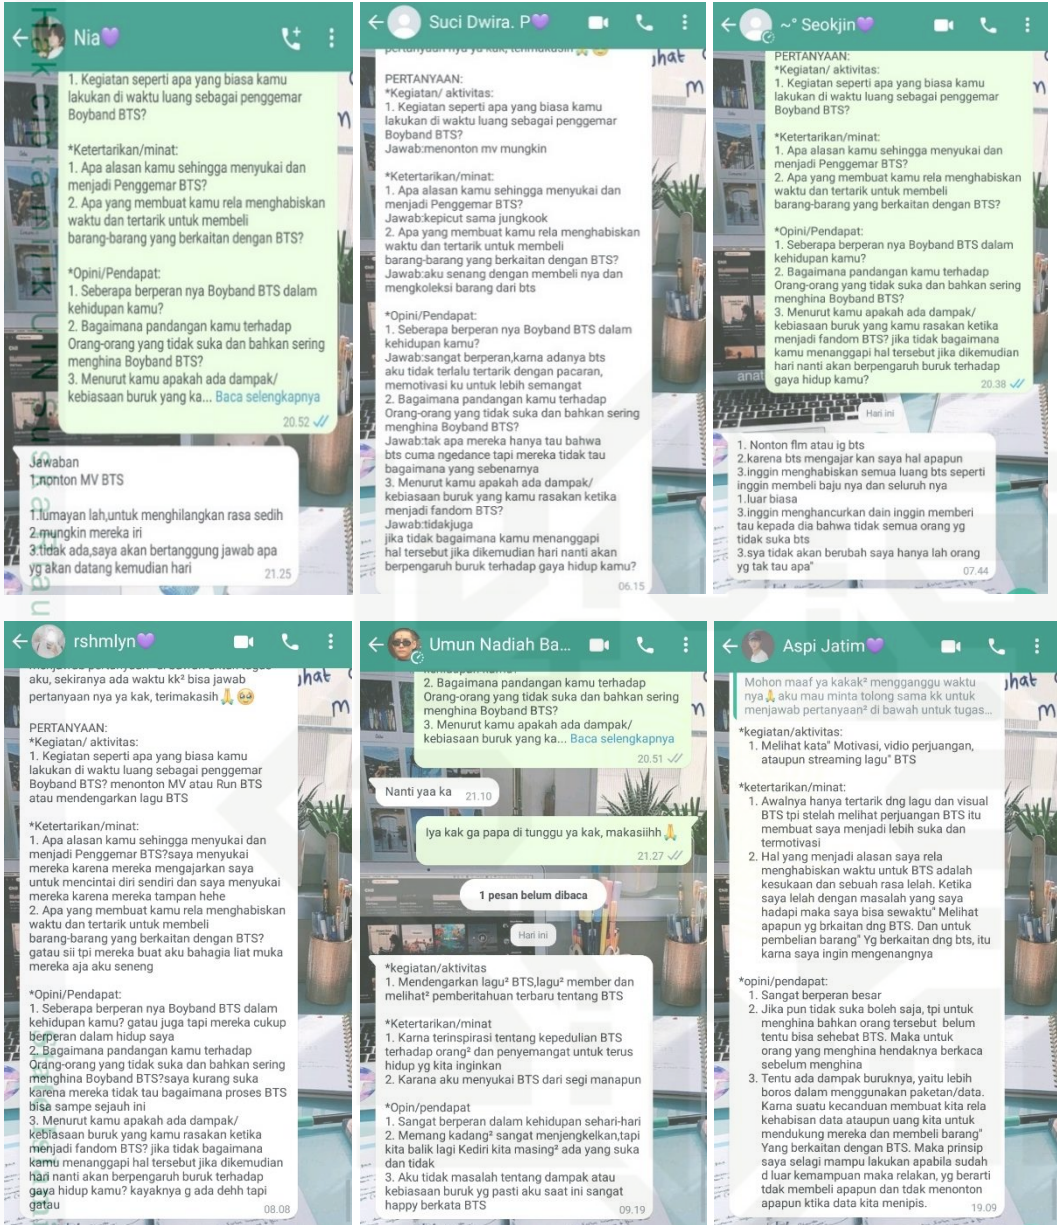 Nia💜
1. Kegiatan seperti apa yang biasa kamu
lakukan di waktu luang sebagai penggemar
Boyband BTS?
*Ketertarikan/minat:
1. Apa alasan kamu sehingga menyukai dan
menjadi Penggemar BTS?
2. Apa yang membuat kamu rela menghabiskan
waktu dan tertarik untuk membeli
barang-barang yang berkaitan dengan BTS?
*Opini/Pendapat:
1. Seberapa berperan nya Boyband BTS dalam
kehidupan kamu?
2. Bagaimana pandangan kamu terhadap
Orang-orang yang tidak suka dan bahkan sering
menghina Boyband BTS?
3. Menurut kamu apakah ada dampak/
kebiasaan buruk yang ka... Baca selengkapnya
20.52
Jawaban
1.nonton MV BTS
1.lumayan lah,untuk menghilangkan rasa sedih
2.mungkin mereka iri
3.tidak ada,saya akan bertanggung jawab apa
yg akan datang kemudian hari
21.25
Suci Dwira. P💜
pertanyaan nya ya kak, terimakasih🙏🥺
PERTANYAAN:
*Kegiatan/ aktivitas:
1. Kegiatan seperti apa yang biasa kamu
lakukan di waktu luang sebagai penggemar
Boyband BTS?
Jawab:menonton mv mungkin
*Ketertarikan/minat:
1. Apa alasan kamu sehingga menyukai dan
menjadi Penggemar BTS?
Jawab:kepicut sama jungkook
2. Apa yang membuat kamu rela menghabiskan
waktu dan tertarik untuk membeli
barang-barang yang berkaitan dengan BTS?
Jawab:aku senang dengan membeli nya dan
mengkoleksi barang dari bts
*Opini/Pendapat:
1. Seberapa berperan nya Boyband BTS dalam
kehidupan kamu?
Jawab:sangat berperan,karna adanya bts
aku tidak terlalu tertarik dengan pacaran,
memotivasi ku untuk lebih semangat
2. Bagaimana pandangan kamu terhadap
Orang-orang yang tidak suka dan bahkan sering
menghina Boyband BTS?
Jawab:tak apa mereka hanya tau bahwa
bts cuma ngedance tapi mereka tidak tau
bagaimana yang sebenarnya
3. Menurut kamu apakah ada dampak/
kebiasaan buruk yang kamu rasakan ketika
menjadi fandom BTS?
Jawab:tidakjuga
jika tidak bagaimana kamu menanggapi
hal tersebut jika dikemudian hari nanti akan
berpengaruh buruk terhadap gaya hidup kamu?
06.15
~° Seokjin💜
PERTANYAAN:
*Kegiatan/ aktivitas:
1. Kegiatan seperti apa yang biasa kamu
lakukan di waktu luang sebagai penggemar
Boyband BTS?
*Ketertarikan/minat:
1. Apa alasan kamu sehingga menyukai dan
menjadi Penggemar BTS?
2. Apa yang membuat kamu rela menghabiskan
waktu dan tertarik untuk membeli
barang-barang yang berkaitan dengan BTS?
*Opini/Pendapat:
1. Seberapa berperan nya Boyband BTS dalam
kehidupan kamu?
2. Bagaimana pandangan kamu terhadap
Orang-orang yang tidak suka dan bahkan sering
menghina Boyband BTS?
3. Menurut kamu apakah ada dampak/
kebiasaan buruk yang kamu rasakan ketika
menjadi fandom BTS? jika tidak bagaimana
kamu menanggapi hal tersebut jika dikemudian
hari nanti akan berpengaruh buruk terhadap
gaya hidup kamu?
20.38
Hari ini
1. Nonton flm atau ig bts
2.karena bts mengajar kan saya hal apapun
3.inggin menghabiskan semua luang bts seperti
inggin membeli baju nya dan seluruh nya
1.luar biasa
3.inggin menghancurkan dain inggin memberi
tau kepada dia bahwa tidak semua orang yg
tidak suka bts
3.sya tidak akan berubah saya hanya lah orang
yg tak tau apa"
07.44
rshmlyn💜
aku, sekiranya ada waktu kk² bisa jawab
pertanyaan nya ya kak, terimakasih🙏🥺
PERTANYAAN:
*Kegiatan/ aktivitas:
1. Kegiatan seperti apa yang biasa kamu
lakukan di waktu luang sebagai penggemar
Boyband BTS? menonton MV atau Run BTS
atau mendengarkan lagu BTS
*Ketertarikan/minat:
1. Apa alasan kamu sehingga menyukai dan
menjadi Penggemar BTS?saya menyukai
mereka karena mereka mengajarkan saya
untuk mencintai diri sendiri dan saya menyukai
mereka karena mereka tampan hehe
2. Apa yang membuat kamu rela menghabiskan
waktu dan tertarik untuk membeli
barang-barang yang berkaitan dengan BTS?
gatau sii tpi mereka buat aku bahagia liat muka
mereka aja aku seneng
*Opini/Pendapat:
1. Seberapa berperan nya Boyband BTS dalam
kehidupan kamu? gatau juga tapi mereka cukup
berperan dalam hidup saya
2. Bagaimana pandangan kamu terhadap
Orang-orang yang tidak suka dan bahkan sering
menghina Boyband BTS?saya kurang suka
karena mereka tidak tau bagaimana proses BTS
bisa sampe sejauh ini
3. Menurut kamu apakah ada dampak/
kebiasaan buruk yang kamu rasakan ketika
menjadi fandom BTS? jika tidak bagaimana
kamu menanggapi hal tersebut jika dikemudian
hari nanti akan berpengaruh buruk terhadap
gaya hidup kamu? kayaknya g ada dehh tapi
gatau
08.08
Umun Nadiah Ba...
2. Bagaimana pandangan kamu terhadap
Orang-orang yang tidak suka dan bahkan sering
menghina Boyband BTS?
3. Menurut kamu apakah ada dampak/
kebiasaan buruk yang ka... Baca selengkapnya
20.51
Nanti yaa ka
21.10
Iya kak ga papa di tunggu ya kak, makasiihh🙏
21.27
1 pesan belum dibaca
Hari ini
*kegiatan/aktivitas
1. Mendengarkan lagu² BTS,lagu² member dan
melihat² pemberitahuan terbaru tentang BTS
*Ketertarikan/minat
1. Karna terinspirasi tentang kepedulian BTS
terhadap orang² dan penyemangat untuk terus
hidup yg kita inginkan
2. Karana aku menyukai BTS dari segi manapun
*Opin/pendapat
1. Sangat berperan dalam kehidupan sehari-hari
2. Memang kadang² sangat menjengkelkan,tapi
kita balik lagi Kediri kita masing² ada yang suka
dan tidak
3. Aku tidak masalah tentang dampak atau
kebiasaan buruk yg pasti aku saat ini sangat
happy berkata BTS
09.19
Aspi Jatim💜
Mohon maaf ya kakak² mengganggu waktu
nya🙏aku mau minta tolong sama kk untuk
menjawab pertanyaan² di bawah untuk tugas...
*kegiatan/aktivitas:
1. Melihat kata" Motivasi, vidio perjuangan,
ataupun streaming lagu" BTS
*ketertarikan/minat:
1. Awalnya hanya tertarik dng lagu dan visual
BTS tpi stelah melihat perjuangan BTS itu
membuat saya menjadi lebih suka dan
termotivasi
2. Hal yang menjadi alasan saya rela
menghabiskan waktu untuk BTS adalah
kesukaan dan sebuah rasa lelah. Ketika
saya lelah dengan masalah yang saya
hadapi maka saya bisa sewaktu" Melihat
apapun yg brkaitan dng BTS. Dan untuk
pembelian barang" Yg berkaitan dng bts, itu
karna saya ingin mengenangnya
*opini/pendapat:
1. Sangat berperan besar
2. Jika pun tidak suka boleh saja, tpi untuk
menghina bahkan orang tersebut belum
tentu bisa sehebat BTS. Maka untuk
orang yang menghina hendaknya berkaca
sebelum menghina
3. Tentu ada dampak buruknya, yaitu lebih
boros dalam menggunakan paketan/data.
Karna suatu kecanduan membuat kita rela
kehabisan data ataupun uang kita untuk
mendukung mereka dan membeli barang"
Yang berkaitan dengan BTS. Maka prinsip
saya selagi mampu lakukan apabila sudah
d luar kemampuan maka relakan, yg berarti
tdak membeli apapun dan tdak menonton
apapun ktika data kita menipis.
19.09